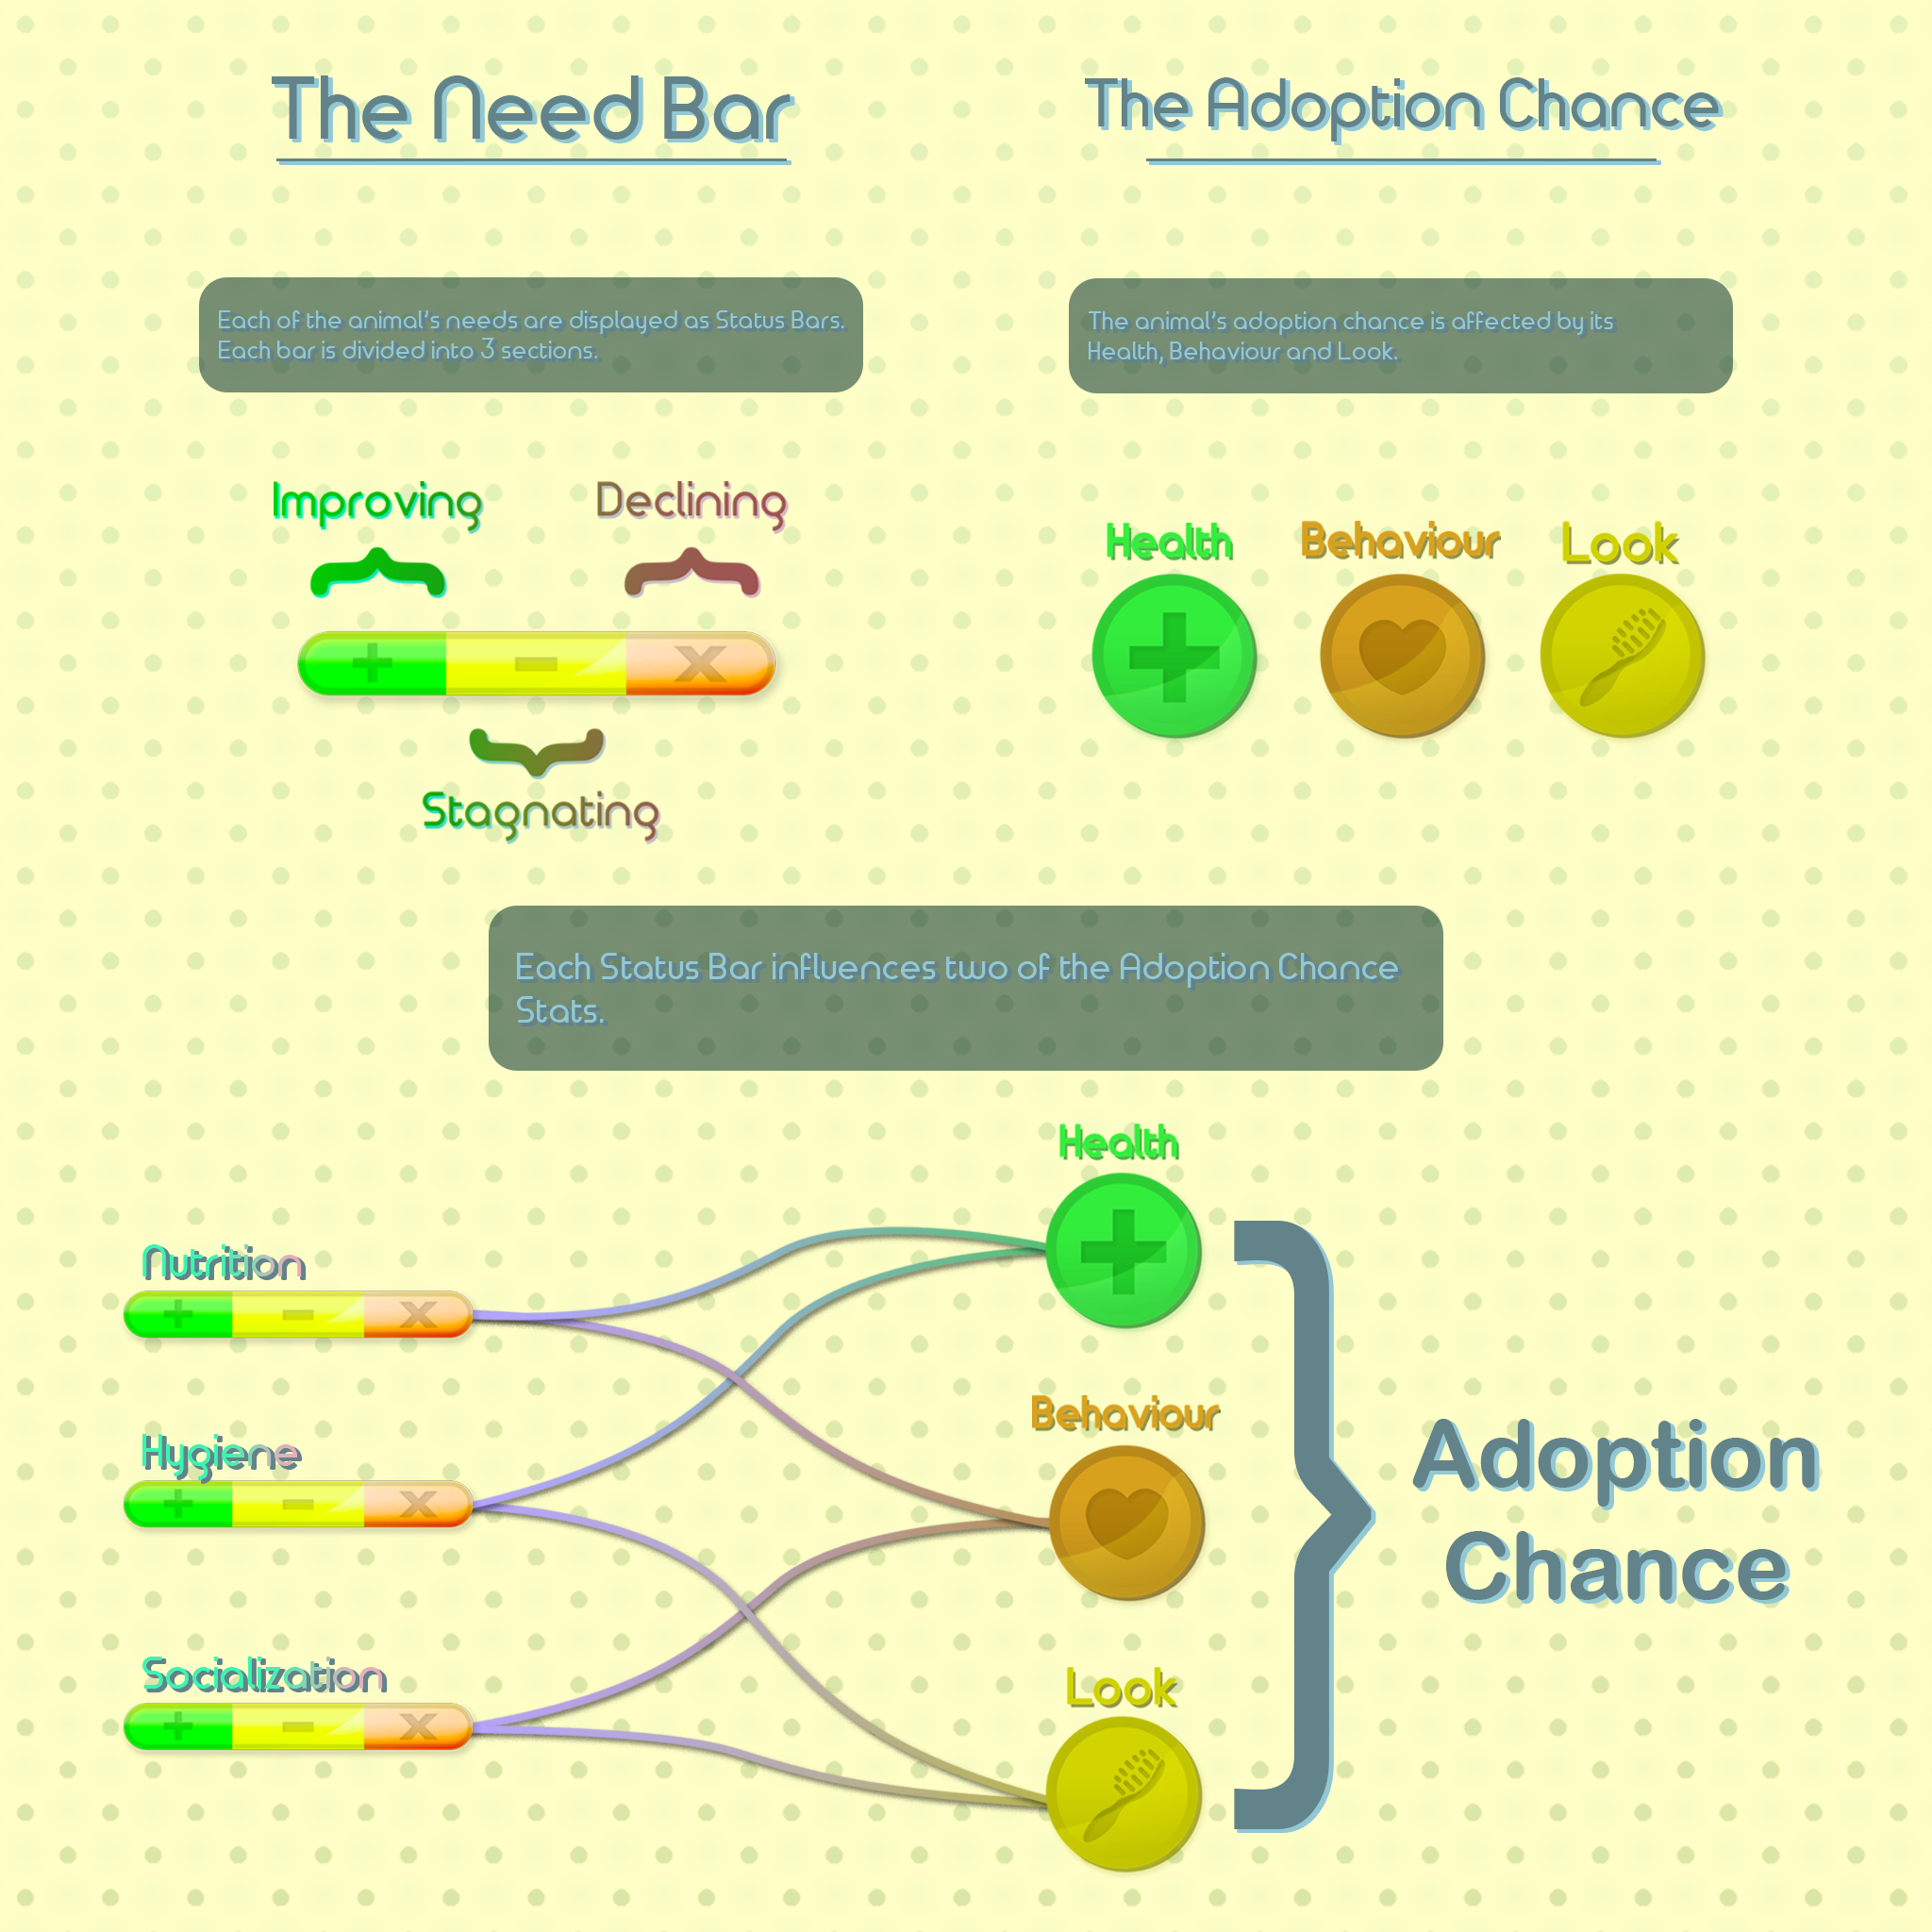 The Need Bar
Each of the animal's needs are displayed as Status Bars.
Each bar is divided into 3 sections.
Improving
Declining
Stagnating
The Adoption Chance
The animal's adoption chance is affected by its
Health, Behaviour and Look.
Health
Behaviour
Look
Each Status Bar influences two of the Adoption Chance
Stats.
Nutrition
Hygiene
Socialization
Health
Behaviour
Look
Adoption
Chance